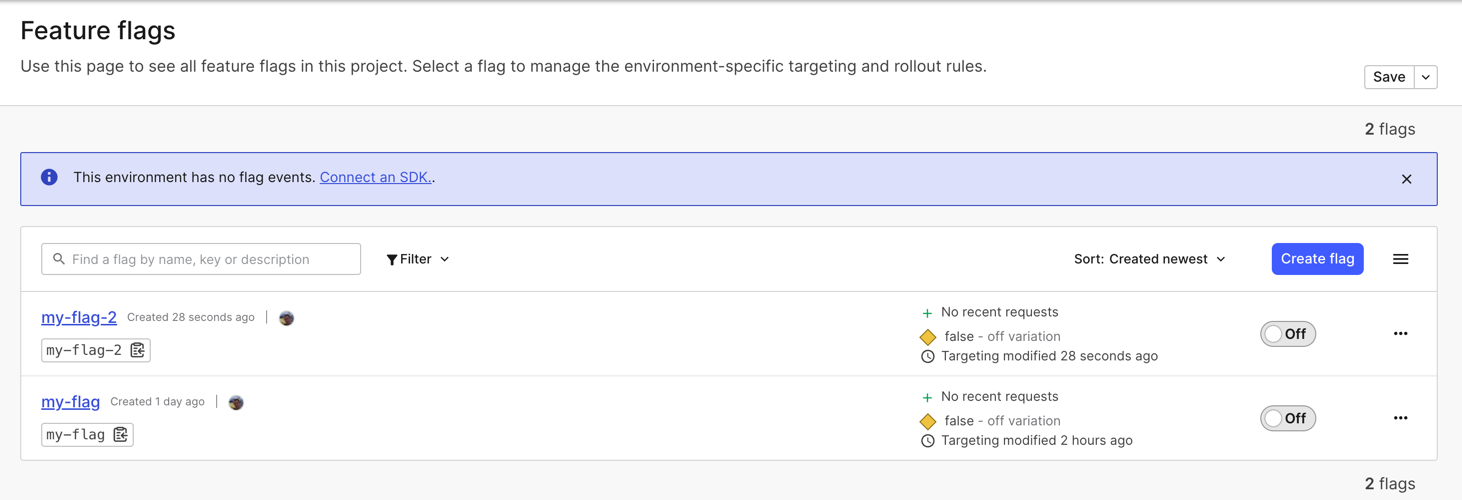 Feature flags
Use this page to see all feature flags in this project. Select a flag to manage the environment-specific targeting and rollout rules.
Save
2 flags
This environment has no flag events. Connect an SDK..
Find a flag by name, key or description
Filter
Sort: Created newest
Create flag
my-flag-2 Created 28 seconds ago
my-flag-2
No recent requests
false - off variation
Targeting modified 28 seconds ago
Off
my-flag Created 1 day ago
my-flag
No recent requests
false - off variation
Targeting modified 2 hours ago
Off
2 flags